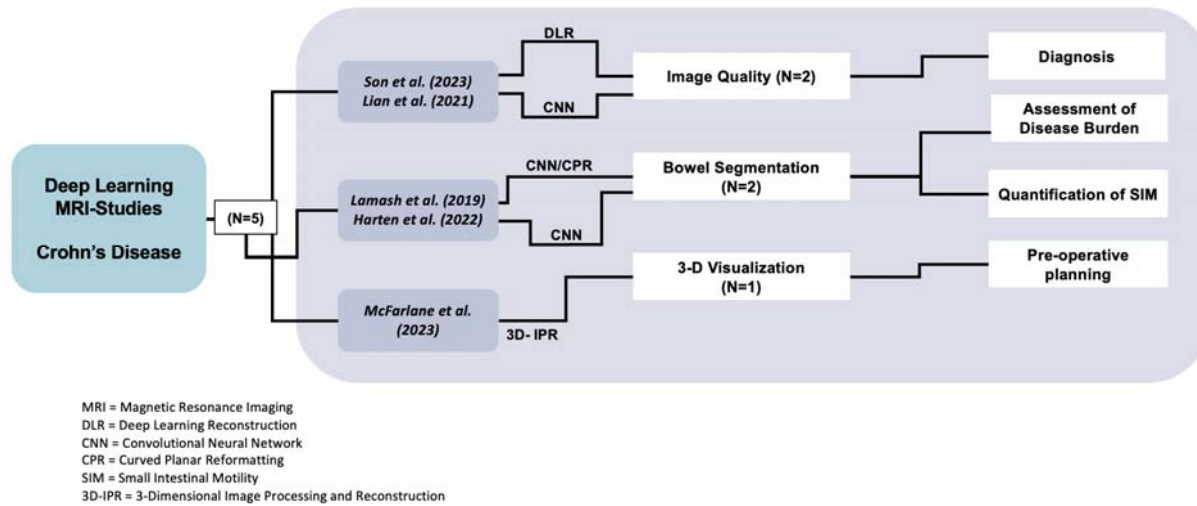 Deep Learning
MRI-Studies
Crohn's Disease
(N=5)
Son et al. (2023)
Lian et al. (2021)
DLR
CNN
Image Quality (N=2)
Diagnosis
Lamash et al. (2019)
Harten et al. (2022)
CNN/CPR
CNN
Bowel Segmentation
(N=2)
Assessment of
Disease Burden
Quantification of SIM
McFarlane et al.
(2023)
3D- IPR
3-D Visualization
(N=1)
Pre-operative
planning
MRI = Magnetic Resonance Imaging
DLR = Deep Learning Reconstruction
CNN = Convolutional Neural Network
CPR = Curved Planar Reformatting
SIM = Small Intestinal Motility
3D-IPR = 3-Dimensional Image Processing and Reconstruction